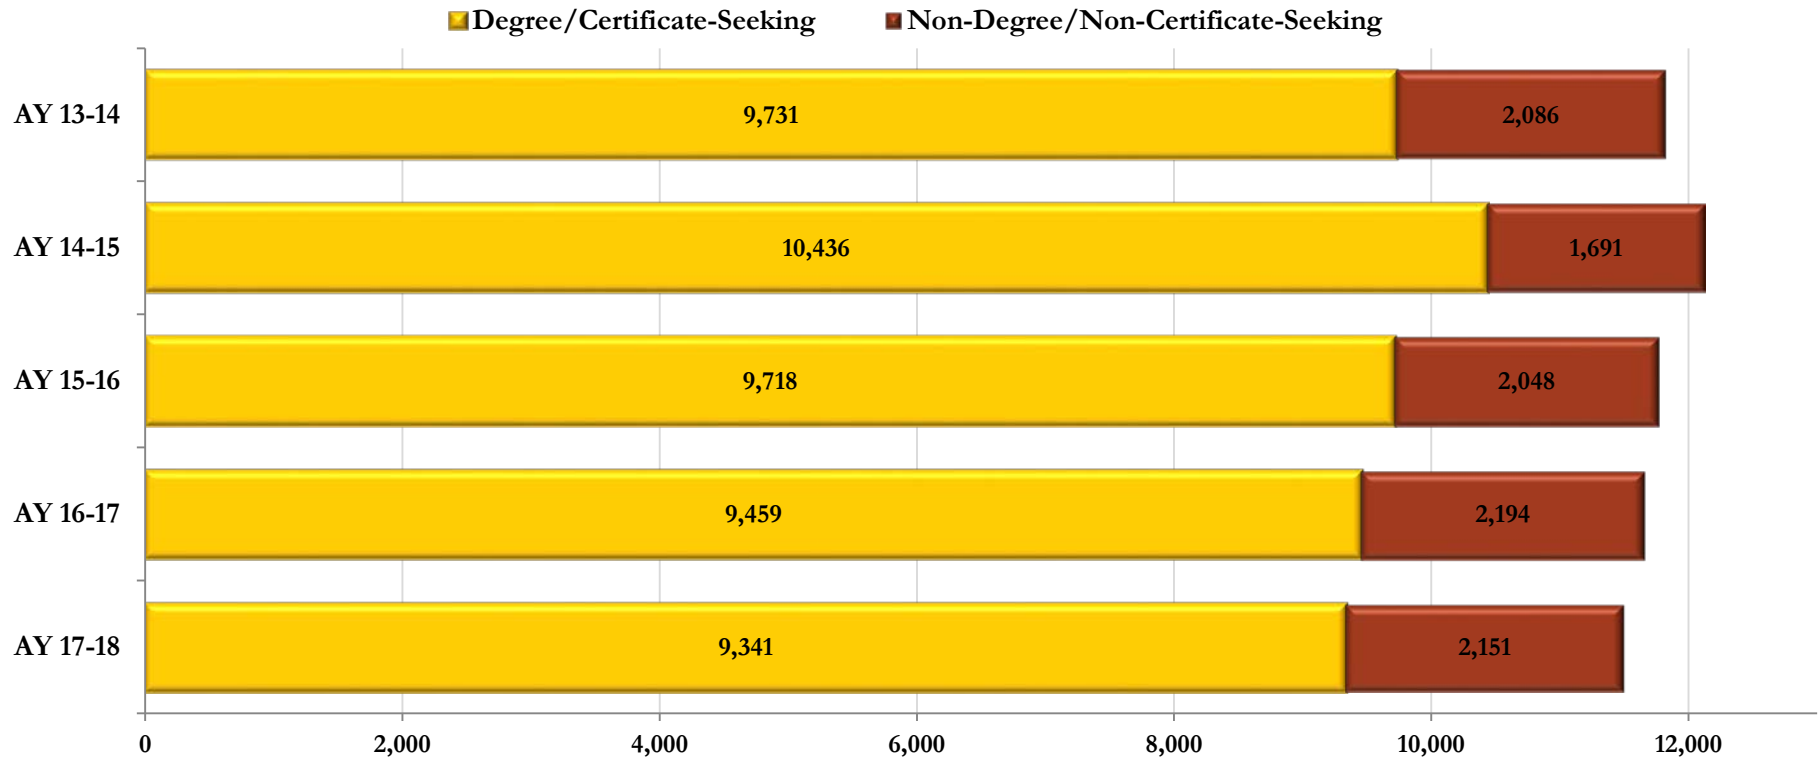 Degree/Certificate-Seeking Non-Degree/Non-Certificate-Seeking
AY 13-14 9,731 2,086
AY 14-15 10,436 1,691
AY 15-16 9,718 2,048
AY 16-17 9,459 2,194
AY 17-18 9,341 2,151
0 2,000 4,000 6,000 8,000 10,000 12,000